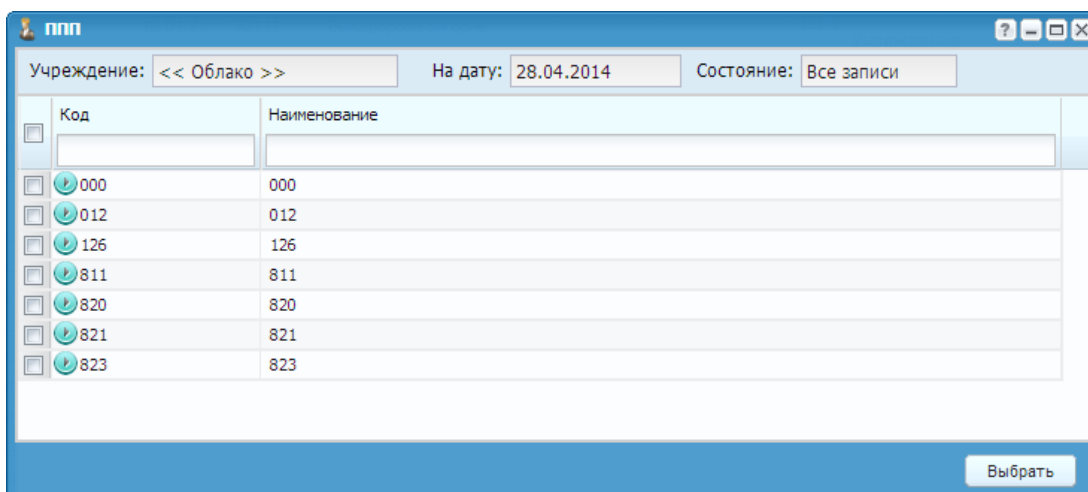 ппп
Учреждение: << Облако >> На дату: 28.04.2014 Состояние: Все записи
Код Наименование
000 000
012 012
126 126
811 811
820 820
821 821
823 823
Выбрать